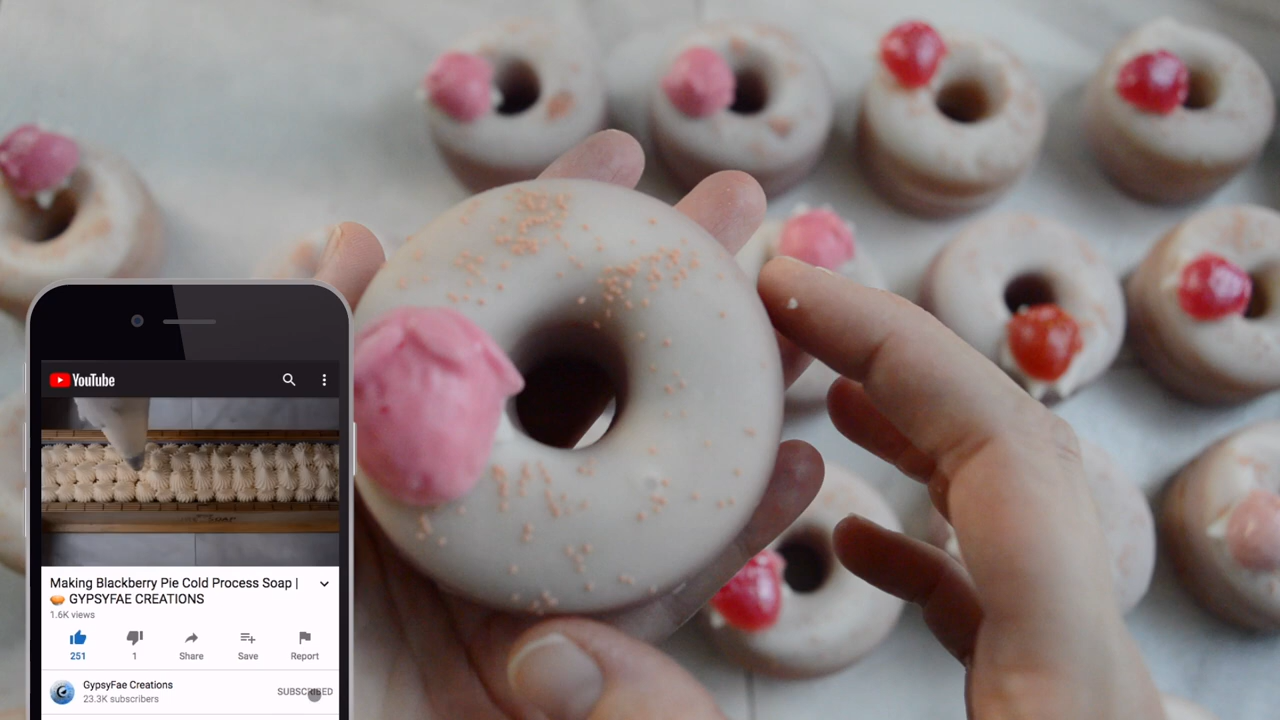 YouTube
Making Blackberry Pie Cold Process Soap |
🥧 GYPSYFAE CREATIONS
1.6K views
251
1
Share
Save
Report
GypsyFae Creations
23.3K subscribers
SUBSCRIBED